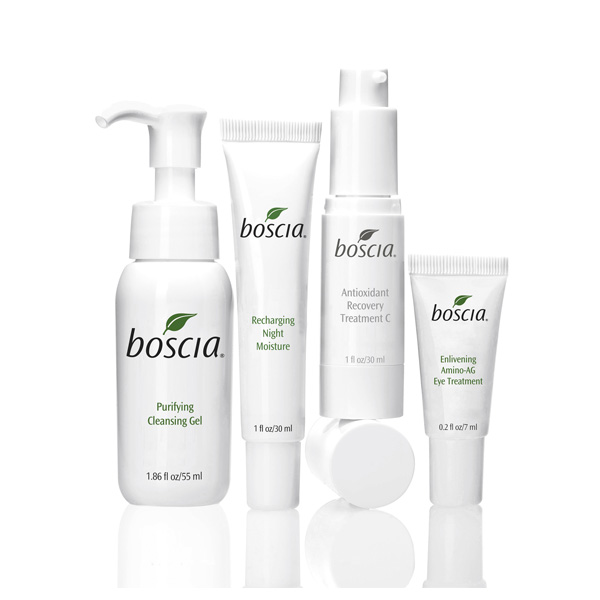 boscia®
Purifying
Cleansing Gel
1.86 fl oz/55 ml
boscia®
Recharging
Night
Moisture
1 fl oz/30 ml
boscia®
Antioxidant
Recovery
Treatment C
1 fl oz/30 ml
boscia®
Enlivening
Amino-AG
Eye Treatment
0.2 fl oz/7 ml